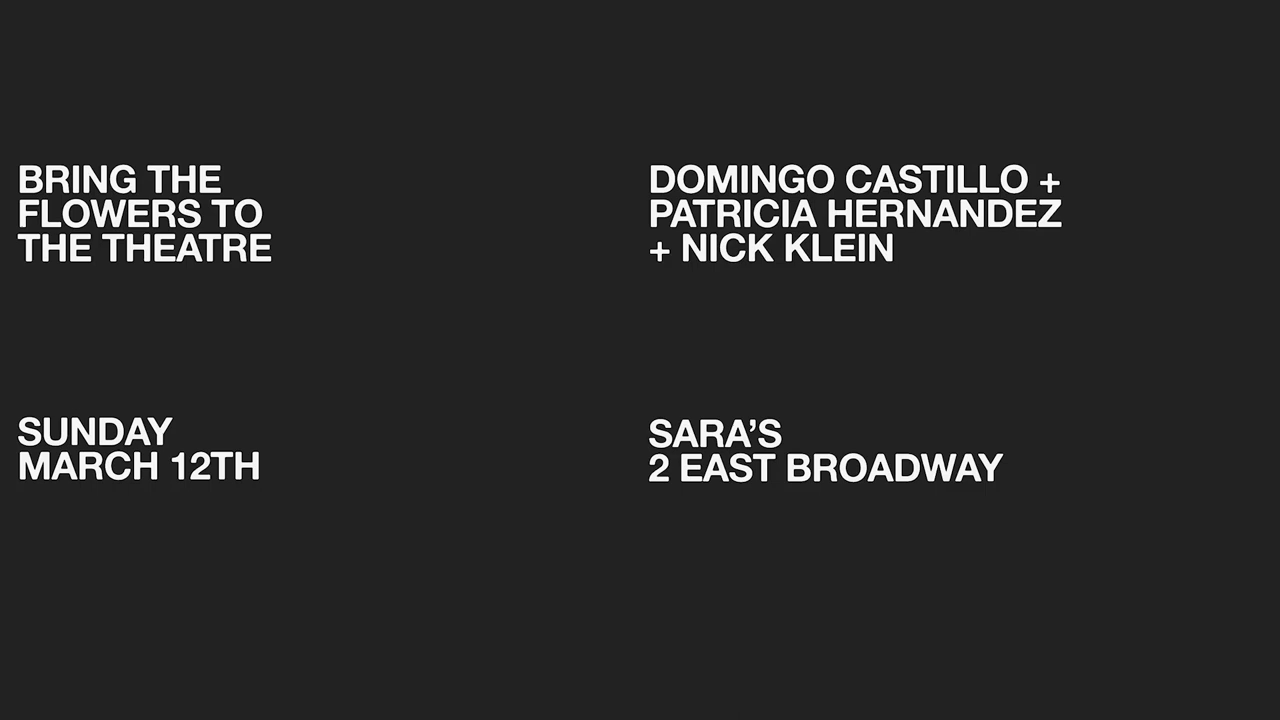 BRING THE
FLOWERS TO
THE THEATRE
DOMINGO CASTILLO +
PATRICIA HERNANDEZ
+ NICK KLEIN
SUNDAY
MARCH 12TH
SARA’S
2 EAST BROADWAY